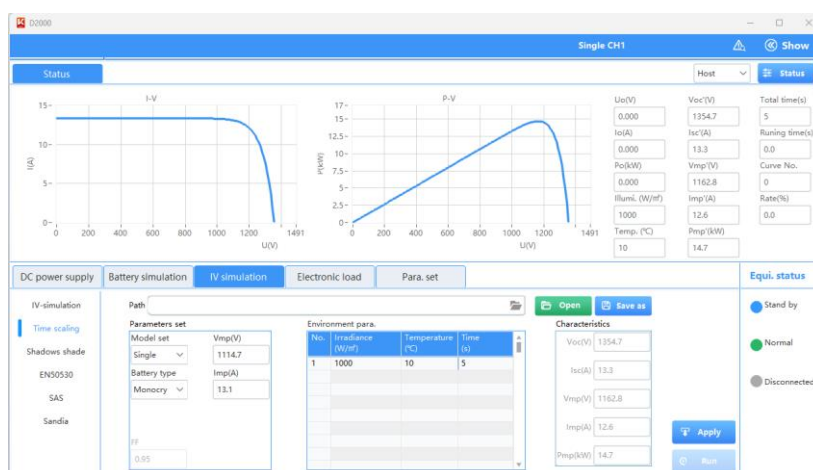 D2000
Single CH1
Show
Status
Host
Status
I-V
15
10
5
0
I(A)
0 200 400 600 800 1000 1200 1491
U(V)
P-V
17
15
12.5
10
7.5
5
2.5
0
P(kW)
0 200 400 600 800 1000 1200 1491
U(V)
Uo(V) Voc'(V) Total time(s)
0.000 1354.7 5
Io(A) Isc'(A) Runing time(s)
0.000 13.3 0.0
Po(kW) Vmp'(V) Curve No.
0.000 1162.8 0
Illumi. (W/㎡) Imp'(A) Rate(%)
1000 12.6 0.0
Temp. (℃) Pmp'(kW)
10 14.7
DC power supply Battery simulation IV simulation Electronic load Para. set Equi. status
IV-simulation
Time scaling
Shadows shade
EN50530
SAS
Sandia
Path Open Save as
Parameters set
Model set Vmp(V)
Single 1114.7
Battery type Imp(A)
Monocry 13.1
FF
0.95
Environment para.
No. Irradiance (W/㎡) Temperature (℃) Time (s)
1 1000 10 5
Characteristics
Voc(V) 1354.7
Isc(A) 13.3
Vmp(V) 1162.8
Imp(A) 12.6
Pmp(kW) 14.7
Apply
Run
Stand by
Normal
Disconnected